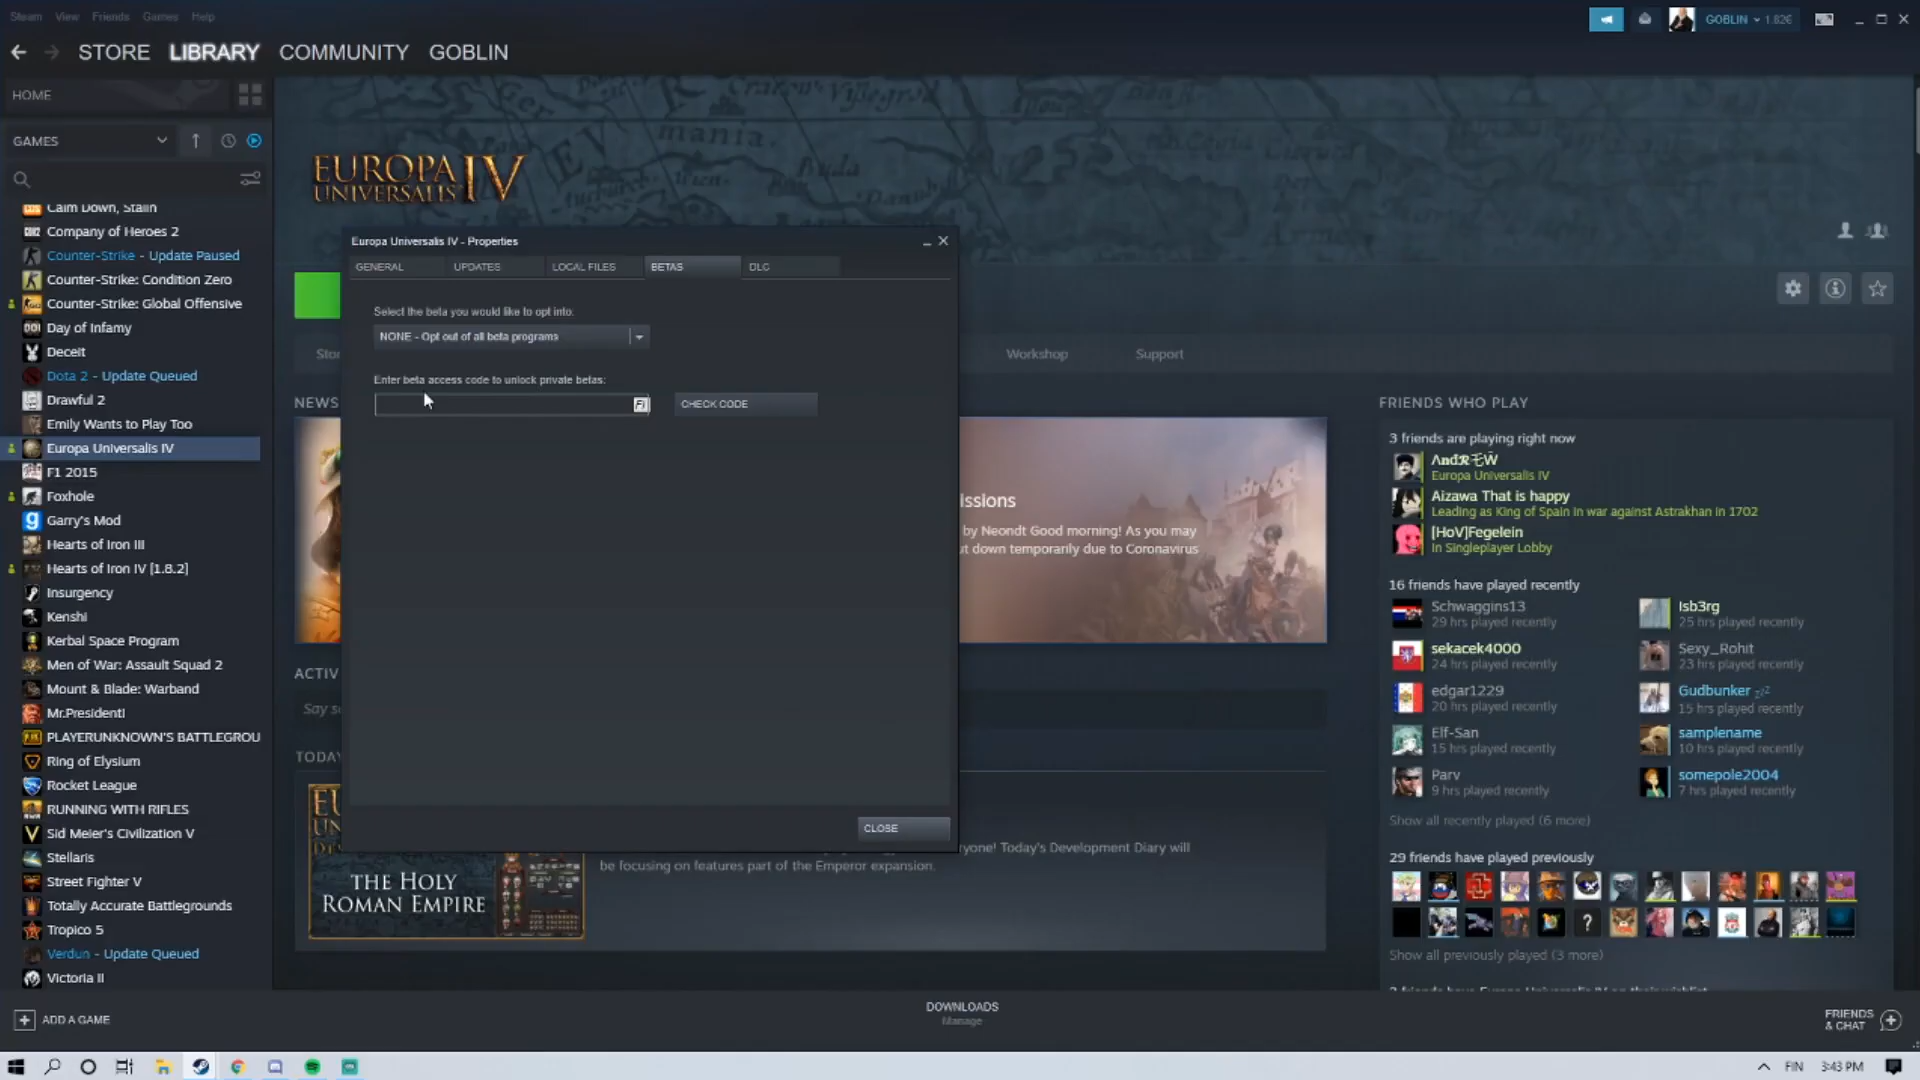 Steam View Friends Games Help
GOBLIN 1.82€
STORE LIBRARY COMMUNITY GOBLIN
HOME
GAMES
Calm Down, Stalin
Company of Heroes 2
Counter-Strike - Update Paused
Counter-Strike: Condition Zero
Counter-Strike: Global Offensive
Day of Infamy
Deceit
Dota 2 - Update Queued
Drawful 2
Emily Wants to Play Too
Europa Universalis IV
F1 2015
Foxhole
Garry's Mod
Hearts of Iron III
Hearts of Iron IV [1.8.2]
Insurgency
Kenshi
Kerbal Space Program
Men of War: Assault Squad 2
Mount & Blade: Warband
Mr.President!
PLAYERUNKNOWN'S BATTLEGROU
Ring of Elysium
Rocket League
RUNNING WITH RIFLES
Sid Meier's Civilization V
Stellaris
Street Fighter V
Totally Accurate Battlegrounds
Tropico 5
Verdun - Update Queued
Victoria II
ADD A GAME
mania.
EUROPA
UNIVERSALIS IV
Europa Universalis IV - Properties
GENERAL UPDATES LOCAL FILES BETAS DLC
Select the beta you would like to opt into:
NONE - Opt out of all beta programs
Enter beta access code to unlock private betas:
FI CHECK CODE
CLOSE
Stor Workshop Support
NEWS
issions
by Neondt Good morning! As you may
ut down temporarily due to Coronavirus
ACTIV
Say s
TODA
THE HOLY
ROMAN EMPIRE
ryone! Today's Development Diary will
be focusing on features part of the Emperor expansion.
FRIENDS WHO PLAY
3 friends are playing right now
Europa Universalis IV
Aizawa That is happy
Leading as King of Spain in war against Astrakhan in 1702
[HoV]Fegelein
In Singleplayer Lobby
16 friends have played recently
Schwaggins13
29 hrs played recently
Isb3rg
25 hrs played recently
sekacek4000
24 hrs played recently
Sexy_Rohit
23 hrs played recently
edgar1229
20 hrs played recently
Gudbunker zzz
15 hrs played recently
Elf-San
15 hrs played recently
samplename
10 hrs played recently
Parv
9 hrs played recently
somepole2004
7 hrs played recently
Show all recently played (6 more)
29 friends have played previously
Show all previously played (3 more)
DOWNLOADS
Manage
FRIENDS
& CHAT
FIN 3:43 PM